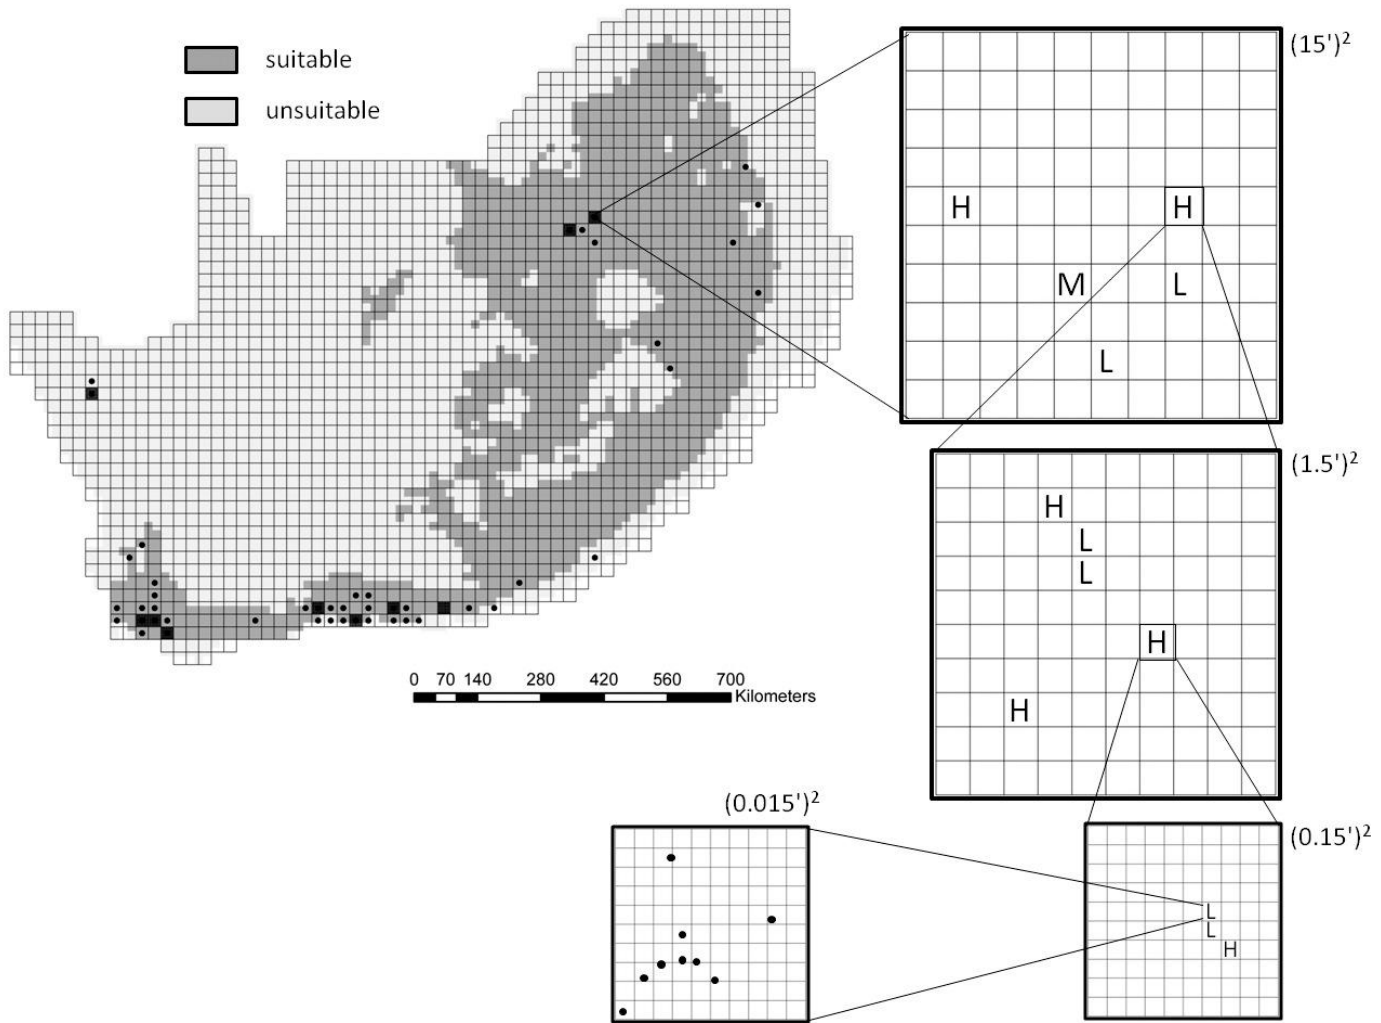 suitable
unsuitable
(15')²
H H
M L
L
0 70 140 280 420 560 700
Kilometers
(1.5')²
H
L
L
H
H
(0.015')²
(0.15')²
L
L
H